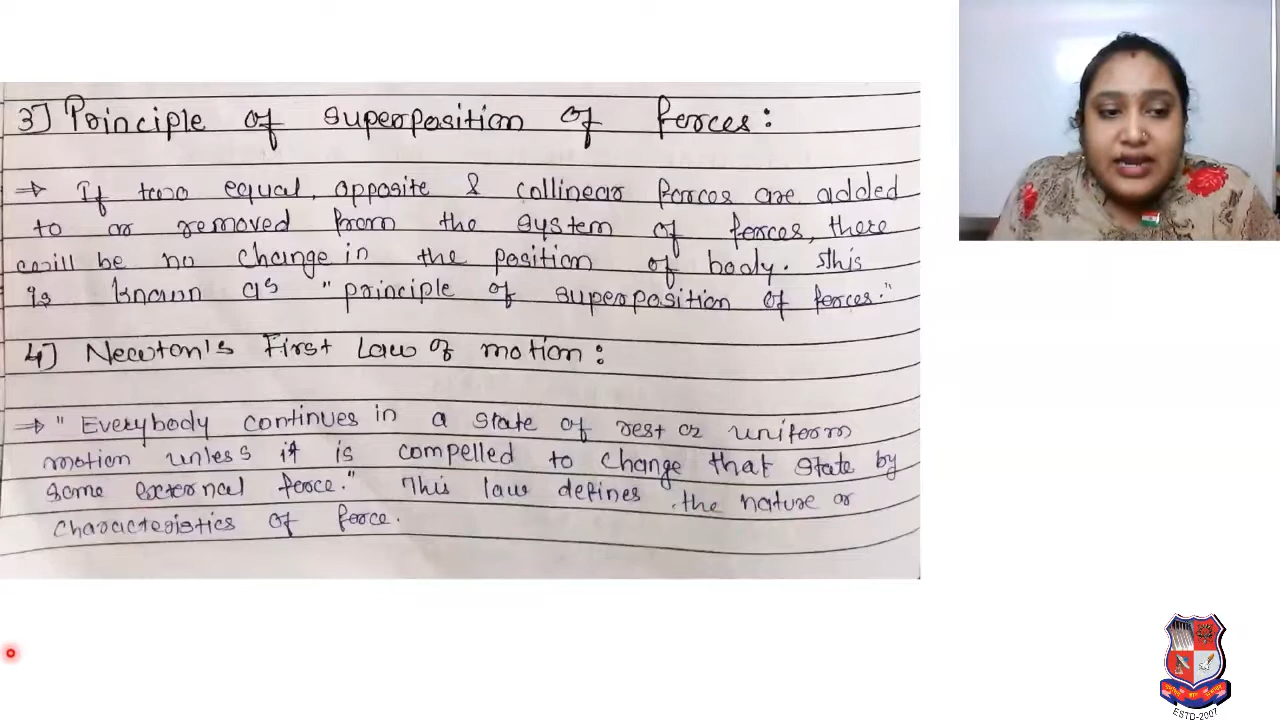 3] Principle of superposition of forces:
⇒ If two equal, opposite & collinear forces are added
to or removed from the system of forces, there
will be no change in the position of body. This
is known as "principle of superposition of forces."
4] Newton's First Law of motion:
⇒ "Everybody continues in a state of rest or uniform
motion unless it is compelled to change that state by
some external force." This law defines the nature or
characteristics of force.
ESTD-2007